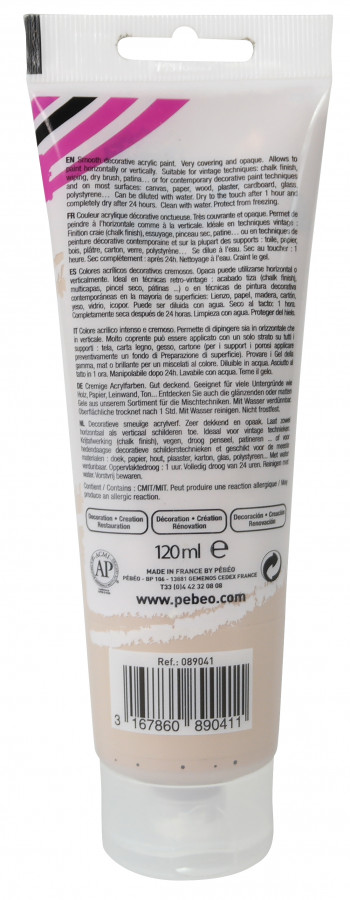 EN Smooth decorative acrylic paint. Very covering and opaque. Allows to
paint horizontally or vertically. Suitable for vintage techniques: chalk finish,
wiping, dry brush, patina... or for contemporary decorative paint techniques
and on most surfaces: canvas, paper, wood, plaster, cardboard, glass,
polystyrene... Can be diluted with water. Dry to the touch after 1 hour and
completely dry after 24 hours. Clean with water. Protect from freezing.
FR Couleur acrylique décorative onctueuse. Très couvrante et opaque. Permet de
peindre à l'horizontale comme à la verticale. Idéale en techniques vintage :
Finition craie (chalk finish), essuyage, pinceau sec, patine... ou en techniques de
peinture décorative contemporaine et sur la plupart des supports : toile, papier,
bois, plâtre, carton, verre, polystyrène... Se dilue à l'eau. Sec au toucher : 1
heure. Sec complètement : après 24h. Nettoyage à l'eau. Craint le gel.
ES Colores acrílicos decorativos cremosos. Opaca puede utilizarse horizontal o
verticalmente. Ideal en técnicas retro-vintage : acabado tiza (chalk finish),
multicapas, pincel seco, pátinas ...) o en técnicas de pintura decorativa
contemporáneas en la mayoría de superficies: Lienzo, papel, madera, cartón,
yeso, vidrio, icopor. Puede ser diluida con agua. Seco al tacto: 1 hora.
Completamente seca después de 24 horas. Limpieza con agua. Proteger del hielo.
IT Colore acrilico intenso e cremoso. Permette di dipingere sia in orizzontale che
in verticale. Molto coprente può essere applicato con un solo strato su tutti i
supporti : tela, carta legno, gesso, cartone (per i support i porosi applicare
preventivamente un fondo di Preparazione di superficie). Provare i Gel della
gamma, mat o brillante per un miscelati al colore. Diluibile in acqua. Asciutto al
tatto in 1 ora. Manipolabile dopo 24h. Lavabile con acqua. Teme il gelo.
DE Cremige Acrylfarben. Gut deckend. Geeignet für viele Untergründe wie
Holz, Papier, Leinwand, Ton... Entdecken Sie auch die glänzenden oder matten
Gele aus unserem Sortiment für die Mischtechniken. Mit Wasser verdünnbar
Oberflächliche trocknet nach 1 Std. Mit Wasser reinigen. Nicht frostfest.
NL Decoratieve smeuïge acrylverf. Zeer dekkend en opaak. Laat zowel
horizontaal als verticaal schilderen toe. Ideaal voor vintage technieken
Krijtafwerking (chalk finish), vegen, droog penseel, patineren ... of voor
hedendaagse decoratieve schildertechnieken et geschikt voor de meeste
materialen : doek, papier, hout, plaaster, karton, glas, polystyreen... Met water
verdunbaar. Oppervlaktedroog : 1 uur. Volledig droog van 24 uren. Reinigen met
water. Vorstvrij bewaren.
Contient / Contains : CMIT/MIT. Peut produire une réaction allergique / May
produce an allergic reaction.
Decoration • Creation
Restauration
Décoration • Création
Rénovation
Decoración • Creación
Renovación
ACMI
AP
120ml e
MADE IN FRANCE BY PÉBÉO
PÉBÉO - BP 106 - 13881 GEMENOS CEDEX FRANCE
T33 (0)4 42 32 08 08
www.pebeo.com
Ref.: 089041
3 167860 890411